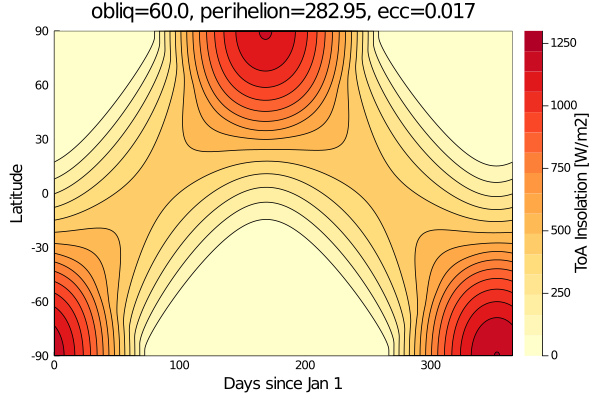 obliq=60.0, perihelion=282.95, ecc=0.017
90
60
30
0
-30
-60
-90
Latitude
0 100 200 300
Days since Jan 1
1250
1000
750
500
250
0
ToA Insolation [W/m2]